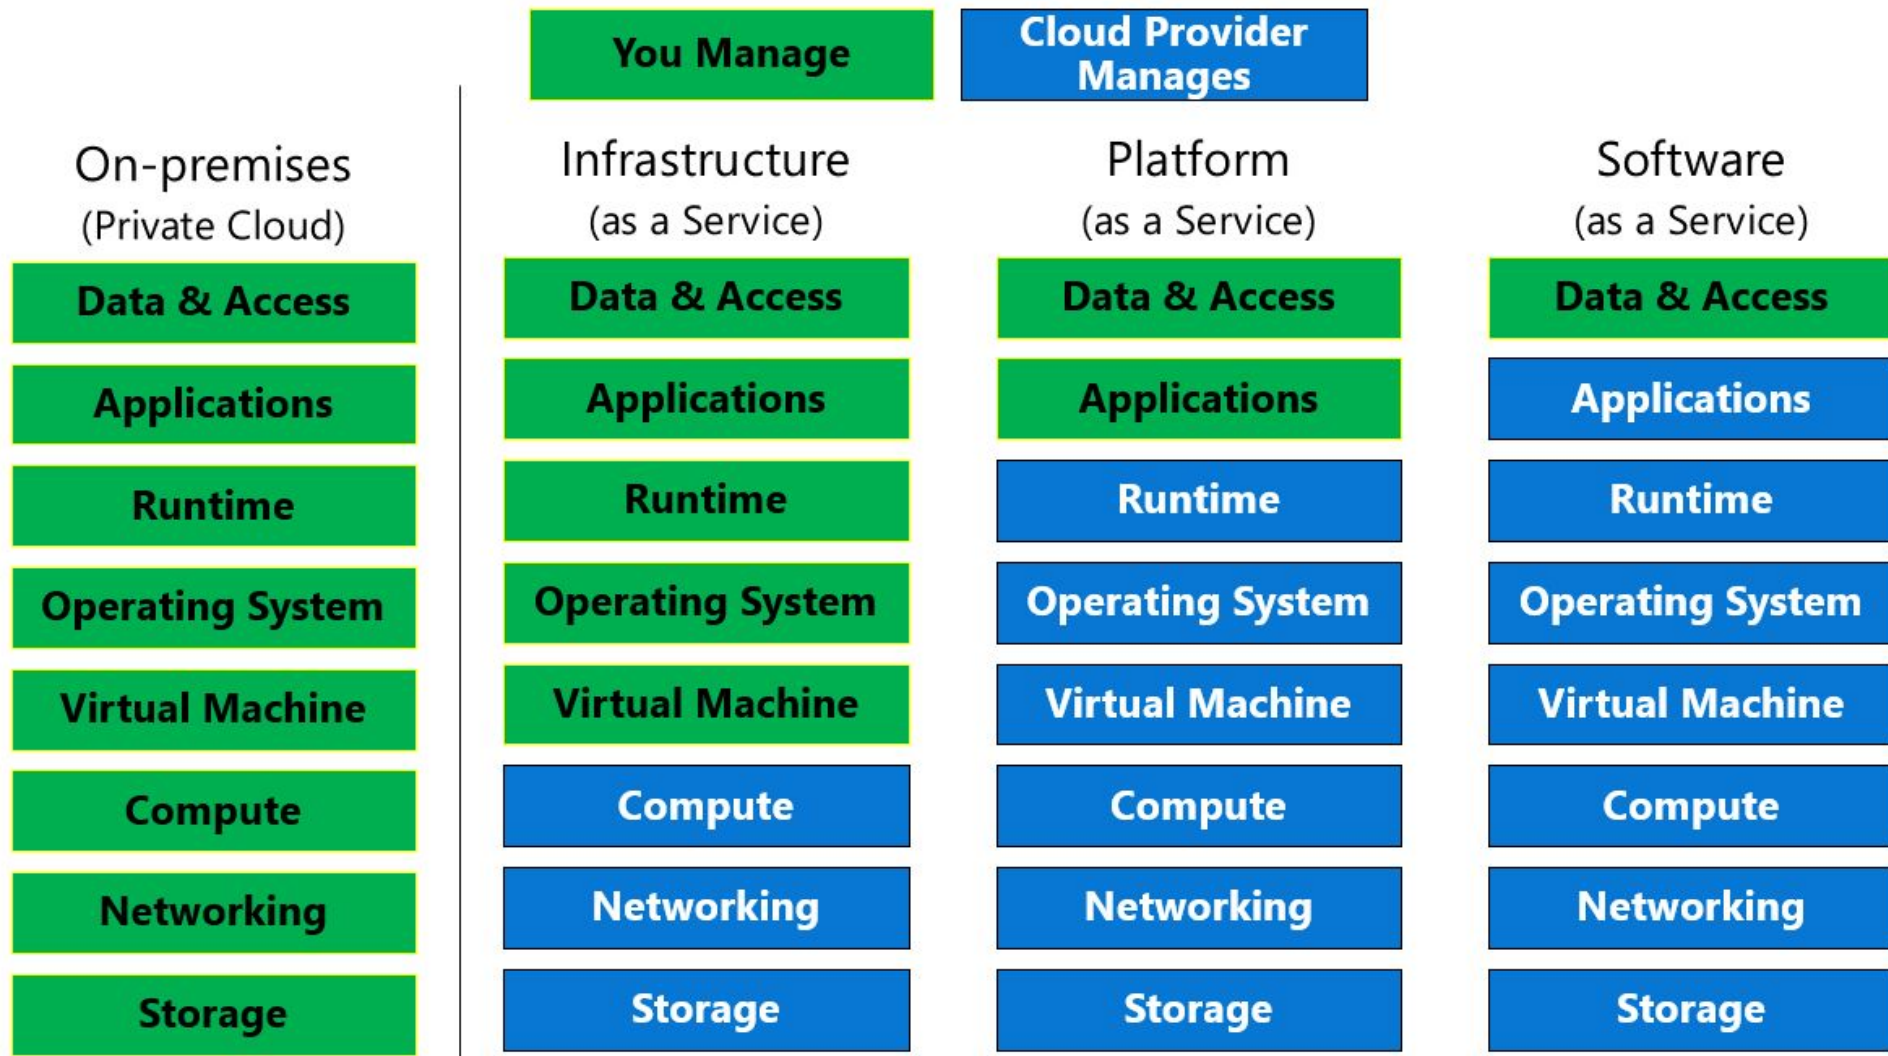 You Manage
Cloud Provider
Manages
On-premises
(Private Cloud)
Data & Access
Applications
Runtime
Operating System
Virtual Machine
Compute
Networking
Storage
Infrastructure
(as a Service)
Data & Access
Applications
Runtime
Operating System
Virtual Machine
Compute
Networking
Storage
Platform
(as a Service)
Data & Access
Applications
Runtime
Operating System
Virtual Machine
Compute
Networking
Storage
Software
(as a Service)
Data & Access
Applications
Runtime
Operating System
Virtual Machine
Compute
Networking
Storage